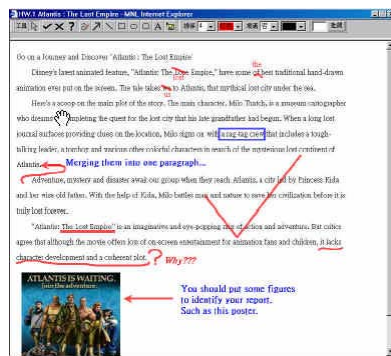 HW.1 Atlantis : The Lost Empire - MNL Internet Explorer
Go on a Journey and Discover 'Atlantis : The Lost Empire'
the
Disney's latest animated feature, "Atlantis: The Lose Empire," have some of best traditional hand-drawn
animation ever put on the screen. The tale takes us to Atlantis, that mythical lost city under the sea.
Here's a scoop on the main plot of the story. The main character, Milo Thatch, is a museum cartographer
who dreams completing the quest for the lost city that his late grandfather had begun. When a long lost
journal surfaces providing clues on the location, Milo signs on with a rag-tag crew that includes a tough-
talking leader, a tomboy and various other colorful characters in search of the mysterious lost continent of
Atlantis.
Merging them into one paragraph...
Adventure, mystery and disaster await our group when they reach Atlantis, a city led by Princess Kida
and her wise old father. With the help of Kida, Milo battles man and nature to save her civilization before it is
truly lost forever.
"Atlantis: The Lost Empire" is an imaginative and eye-popping mix of action and adventure. But critics
agree that although the movie offers lots of on-screen entertainment for animation fans and children, it lacks
character development and a coherent plot.
? Why???
ATLANTIS IS WAITING.
Join the adventure.
You should put some figures
to identify your report.
Such as this poster.